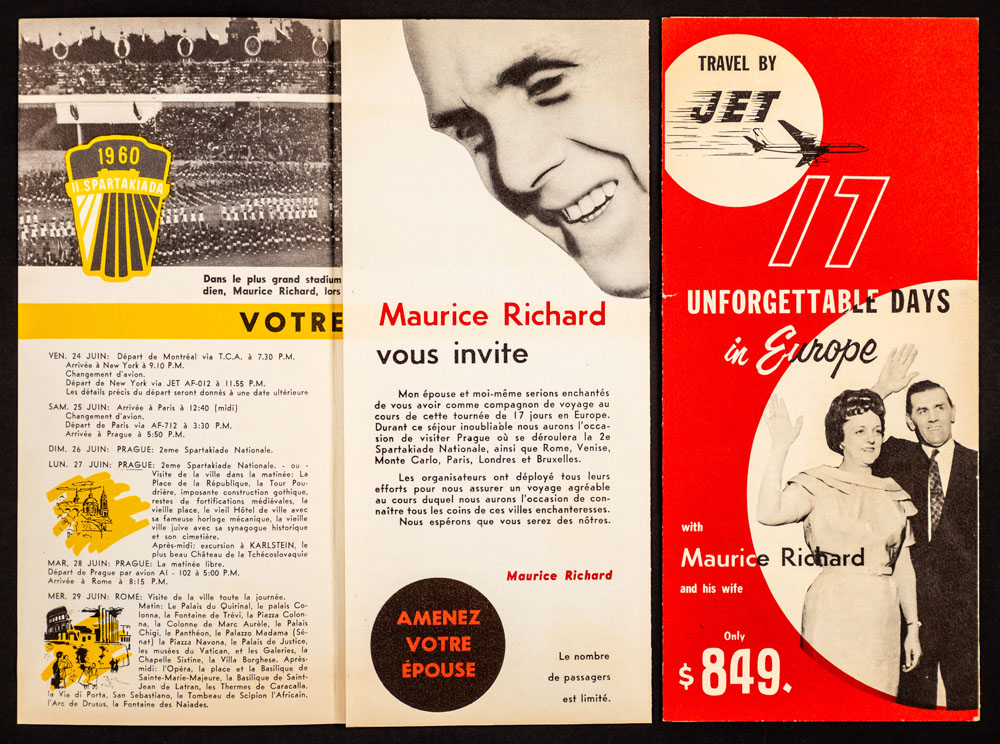 1960
II. SPARTAKIADA
Dans le plus grand stadium
dien, Maurice Richard, lors
VOTRE
VEN. 24 JUIN: Départ de Montréal via T.C.A. à 7.30 P.M.
Arrivée à New York à 9.10 P.M.
Changement d'avion.
Départ de New York via JET AF-012 à 11.55 P.M.
Les détails précis du départ seront donnés à une date ultérieure
SAM. 25 JUIN: Arrivée à Paris à 12:40 (midi)
Changement d'avion.
Départ de Paris via AF-712 à 3:30 P.M.
Arrivée à Prague à 5:50 P.M.
DIM. 26 JUIN: PRAGUE: 2eme Spartakiade Nationale.
LUN. 27 JUIN: PRAGUE: 2eme Spartakiade Nationale. - ou -
Visite de la ville dans la matinée: La
Place de la République, la Tour Pou-
drière, imposante construction gothique,
restes de fortifications médiévales, la
vieille place, le vieil Hôtel de ville avec
sa fameuse horloge mécanique, la vieille
ville juive avec sa synagogue historique
et son cimetière.
Après-midi: excursion à KARLSTEIN, le
plus beau Château de la Tchécoslovaquie
MAR. 28 JUIN: PRAGUE: La matinée libre.
Départ de Prague par avion AI - 102 à 5:00 P.M.
Arrivée à Rome à 8:15 P.M.
MER. 29 JUIN: ROME: Visite de la ville toute la journée.
Matin: Le Palais du Quirinal, le palais Co-
lonna, la Fontaine de Trévi, la Piazza Colon-
na, la Colonne de Marc Aurèle, le Palais
Chigi, le Panthéon, le Palazzo Madama (Sé-
nat) la Piazza Navona, le Palais de Justice,
les musées du Vatican, et les Galeries, la
Chapelle Sixtine, la Villa Borghese. Après-
midi: l'Opéra, la place et la Basilique de
Sainte-Marie-Majeure, la Basilique de Saint-
Jean de Latran, les Thermes de Caracalla,
la Via di Porta, San Sebastiano, le Tombeau de Scipion l'Africain,
l'Arc de Drusus, la Fontaine des Naiades.
Maurice Richard
vous invite
Mon épouse et moi-même serions enchantés
de vous avoir comme compagnon de voyage au
cours de cette tournée de 17 jours en Europe.
Durant ce séjour inoubliable nous aurons l'occa-
sion de visiter Prague où se déroulera la 2e
Spartakiade Nationale, ainsi que Rome, Venise,
Monte Carlo, Paris, Londres et Bruxelles.
Les organisateurs ont déployé tous leurs
efforts pour nous assurer un voyage agréable
au cours duquel nous aurons l'occasion de con-
naître tous les coins de ces villes enchanteresses.
Nous espérons que vous serez des nôtres.
Maurice Richard
AMENEZ
VOTRE
ÉPOUSE
Le nombre
de passagers
est limité.
TRAVEL BY
JET
17
UNFORGETTABLE DAYS
in Europe
with
Maurice Richard
and his wife
Only
$849.